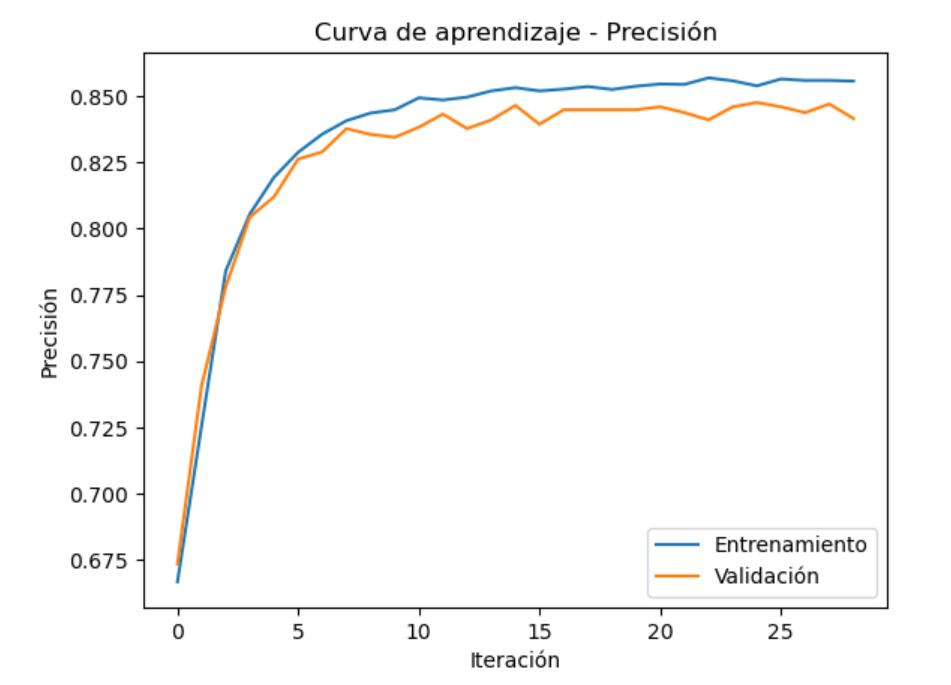 Curva de aprendizaje - Precisión
Precisión
0.850
0.825
0.800
0.775
0.750
0.725
0.700
0.675
Entrenamiento
Validación
0 5 10 15 20 25
Iteración